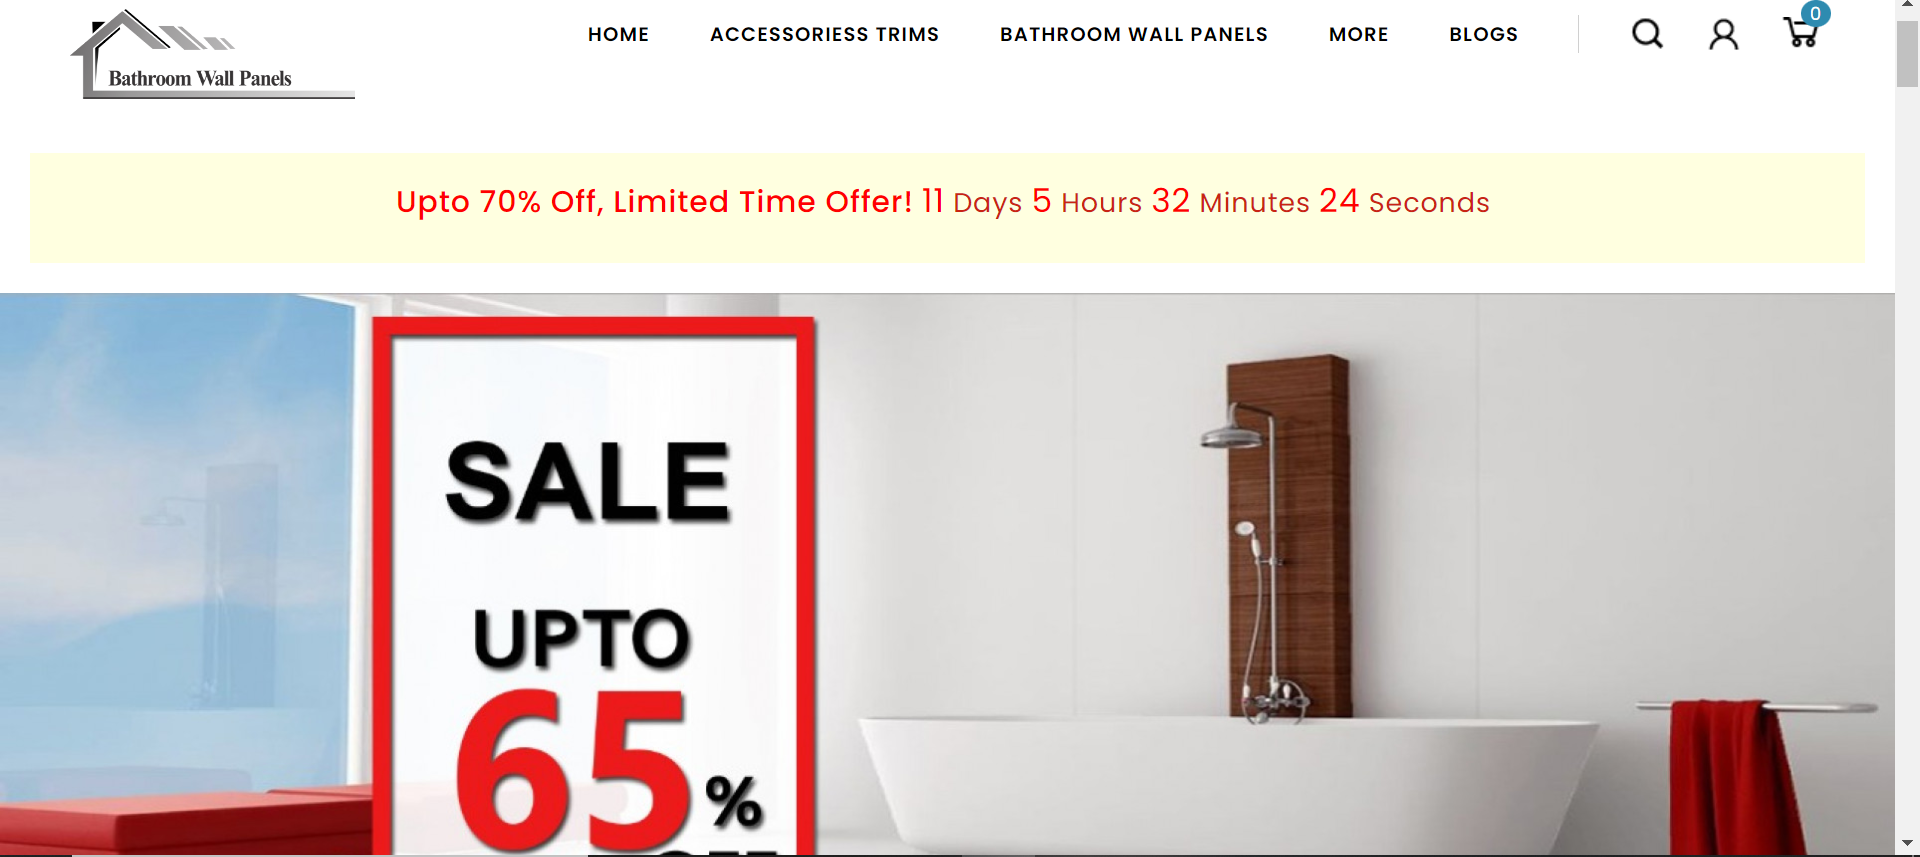 Bathroom Wall Panels
HOME
ACCESSORIESS TRIMS
BATHROOM WALL PANELS
MORE
BLOGS
0
Upto 70% Off, Limited Time Offer! 11 Days 5 Hours 32 Minutes 24 Seconds
SALE
UPTO
65%